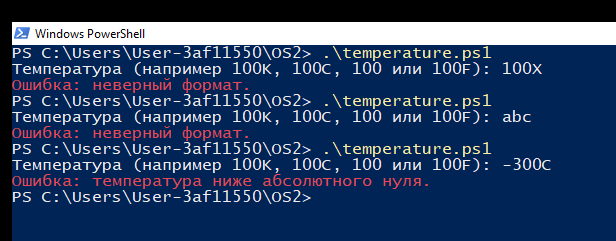 Windows PowerShell
PS C:\Users\User-3af11550\OS2> .\temperature.ps1
Температура (например 100K, 100C, 100 или 100F): 100X
Ошибка: неверный формат.
PS C:\Users\User-3af11550\OS2> .\temperature.ps1
Температура (например 100K, 100C, 100 или 100F): abc
Ошибка: неверный формат.
PS C:\Users\User-3af11550\OS2> .\temperature.ps1
Температура (например 100K, 100C, 100 или 100F): -300C
Ошибка: температура ниже абсолютного нуля.
PS C:\Users\User-3af11550\OS2>